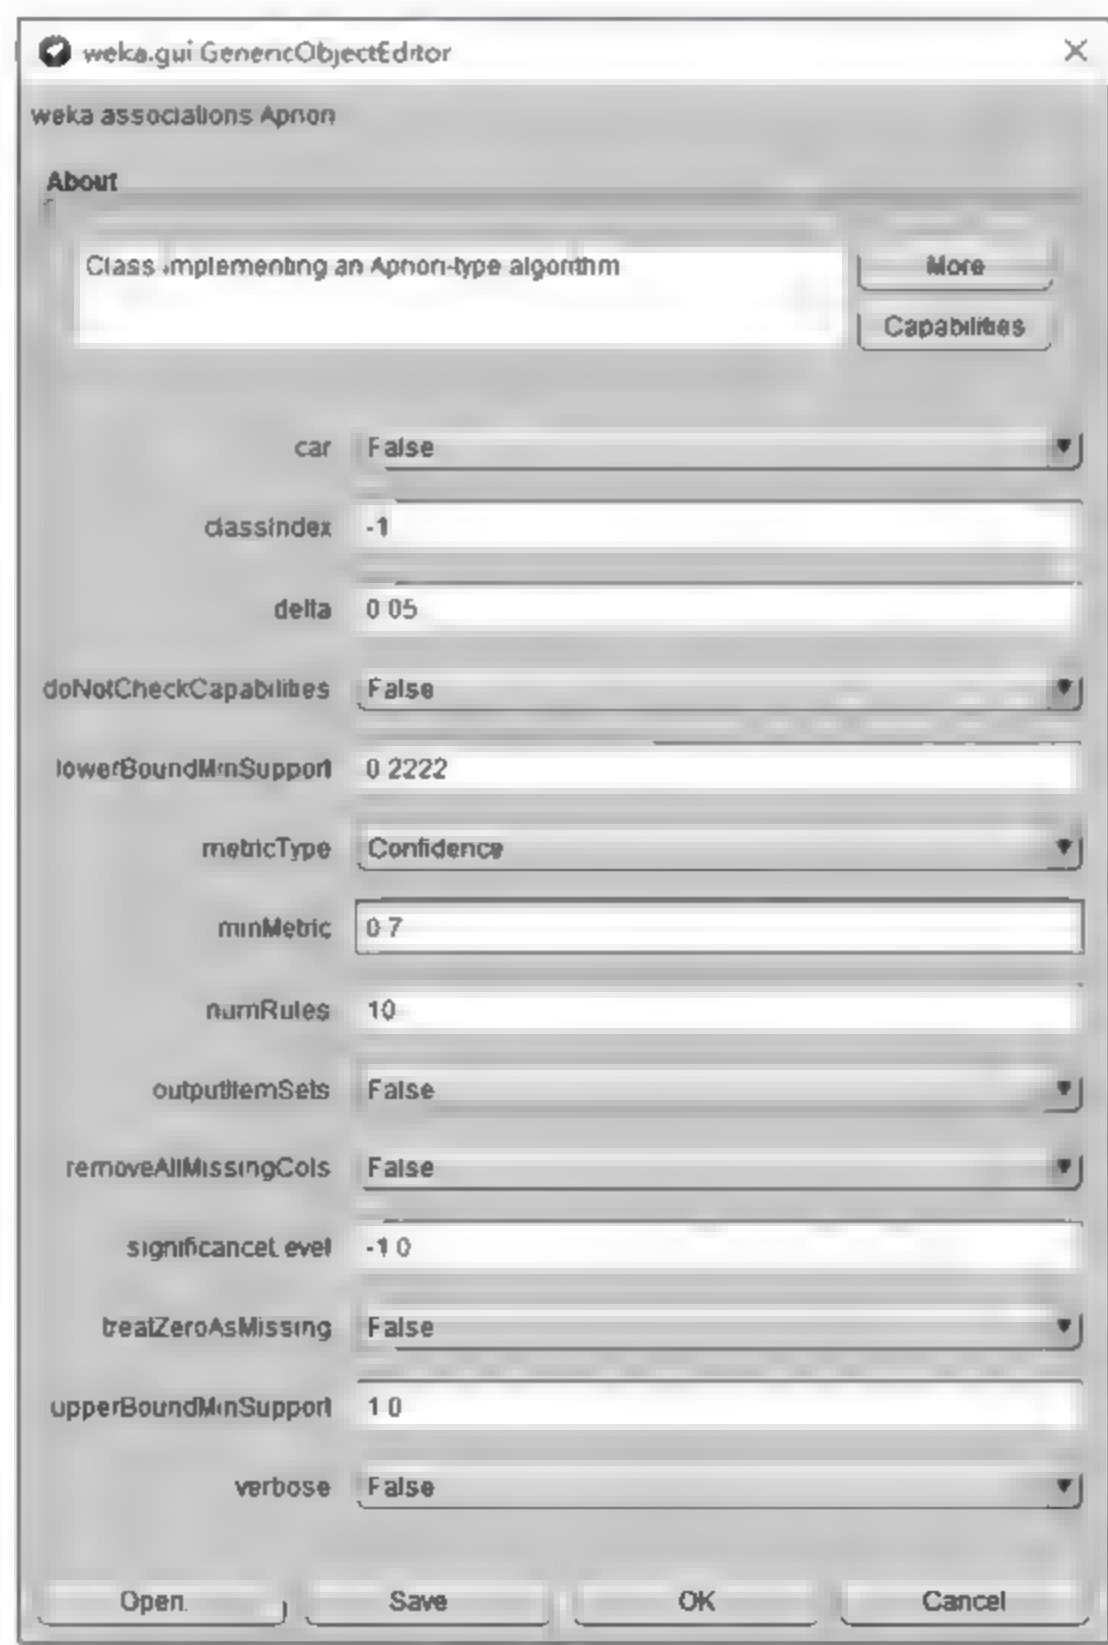 weka.gui GenericObjectEditor
weka associations Apriori
About
Class implementing an Apriori-type algorithm
More
Capabilities
car False
classIndex -1
delta 0.05
doNotCheckCapabilities False
lowerBoundMinSupport 0.2222
metricType Confidence
minMetric 0.7
numRules 10
outputItemSets False
removeAllMissingCols False
significanceLevel -1.0
treatZeroAsMissing False
upperBoundMinSupport 1.0
verbose False
Open. Save OK Cancel